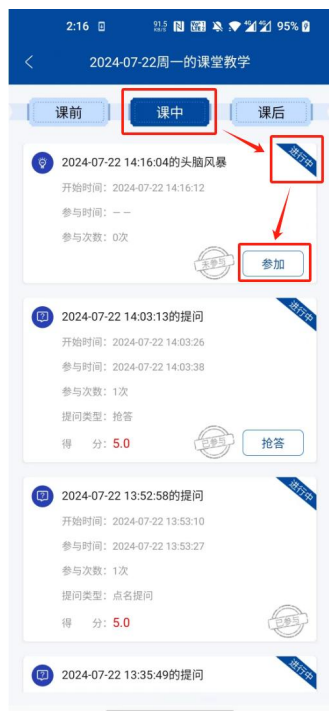 2:16 91.5 KB/S 4G 4G 95%
2024-07-22周一的课堂教学
课前 课中 课后
2024-07-22 14:16:04的头脑风暴 进行中
开始时间：2024-07-22 14:16:12
参与时间：－－
参与次数：0次
未参与 参加
2024-07-22 14:03:13的提问 进行中
开始时间：2024-07-22 14:03:26
参与时间：2024-07-22 14:03:38
参与次数：1次
提问类型：抢答
得 分：5.0 已参与 抢答
2024-07-22 13:52:58的提问 进行中
开始时间：2024-07-22 13:53:10
参与时间：2024-07-22 13:53:27
参与次数：1次
提问类型：点名提问
得 分：5.0 已参与
2024-07-22 13:35:49的提问 进行中